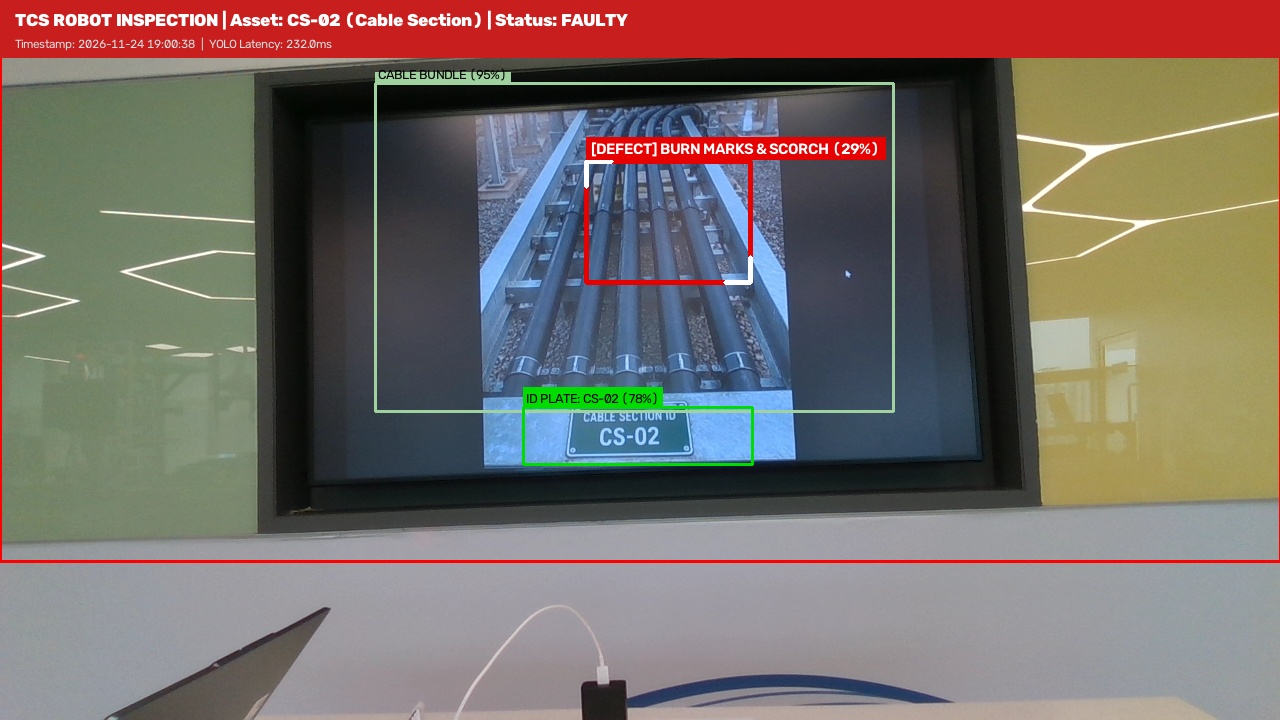 TCS ROBOT INSPECTION | Asset: CS-02 (Cable Section) | Status: FAULTY
Timestamp: 2026-11-24 19:00:38 | YOLO Latency: 232.0ms
CABLE BUNDLE (95%)
[DEFECT] BURN MARKS & SCORCH (29%)
ID PLATE: CS-02 (78%)
CABLE SECTION ID
CS-02